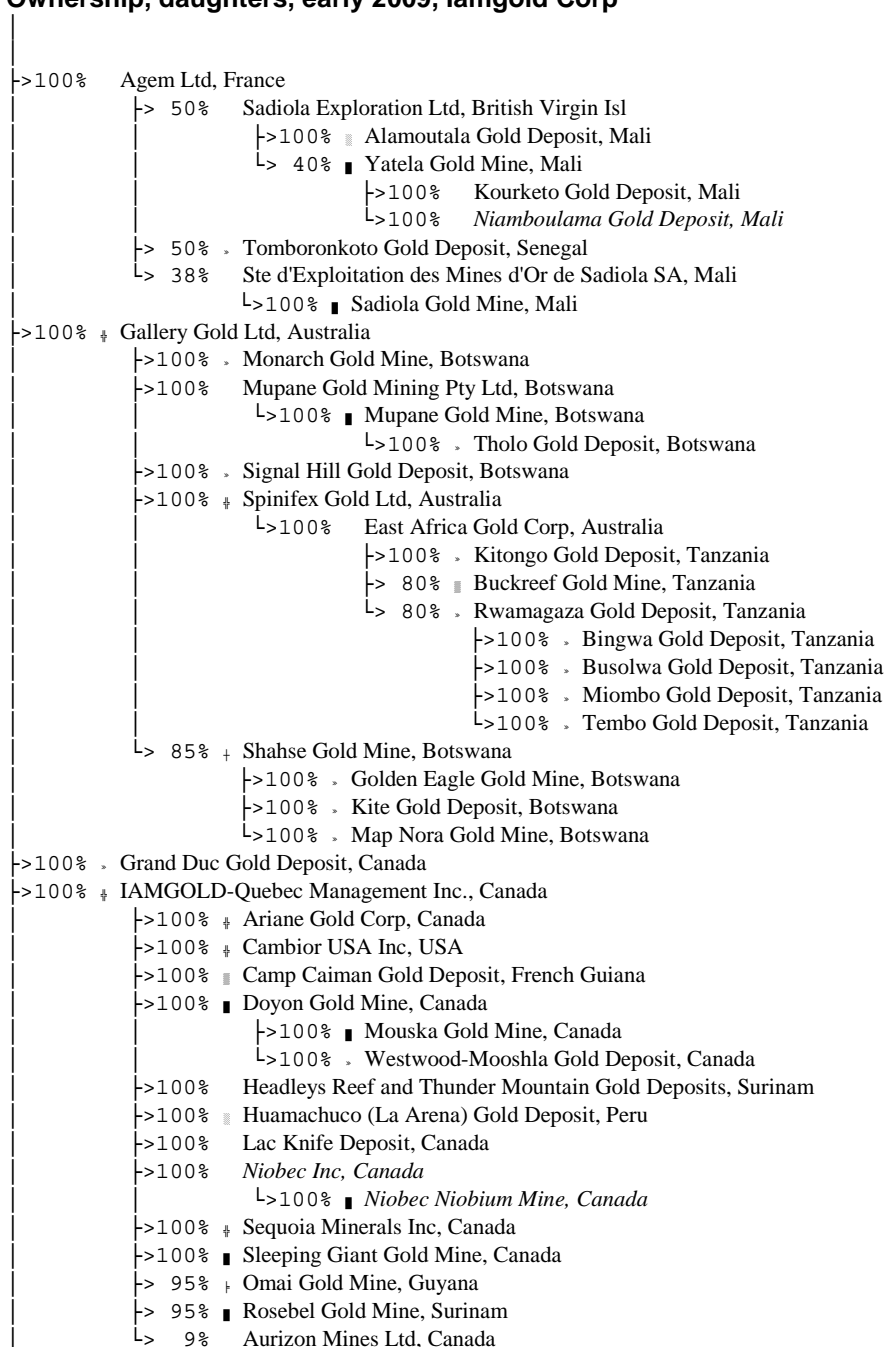 Ownership, daughters, early 2009, Iamgold Corp
->100% Agem Ltd, France
-> 50% Sadiola Exploration Ltd, British Virgin Isl
->100% Alamoutala Gold Deposit, Mali
-> 40% Yatela Gold Mine, Mali
->100% Kourketo Gold Deposit, Mali
->100% Niamboulama Gold Deposit, Mali
-> 50% Tomboronkoto Gold Deposit, Senegal
-> 38% Ste d'Exploitation des Mines d'Or de Sadiola SA, Mali
->100% Sadiola Gold Mine, Mali
->100% Gallery Gold Ltd, Australia
->100% Monarch Gold Mine, Botswana
->100% Mupane Gold Mining Pty Ltd, Botswana
->100% Mupane Gold Mine, Botswana
->100% Tholo Gold Deposit, Botswana
->100% Signal Hill Gold Deposit, Botswana
->100% Spinifex Gold Ltd, Australia
->100% East Africa Gold Corp, Australia
->100% Kitongo Gold Deposit, Tanzania
-> 80% Buckreef Gold Mine, Tanzania
-> 80% Rwamagaza Gold Deposit, Tanzania
->100% Bingwa Gold Deposit, Tanzania
->100% Busolwa Gold Deposit, Tanzania
->100% Miombo Gold Deposit, Tanzania
->100% Tembo Gold Deposit, Tanzania
-> 85% Shahse Gold Mine, Botswana
->100% Golden Eagle Gold Mine, Botswana
->100% Kite Gold Deposit, Botswana
->100% Map Nora Gold Mine, Botswana
->100% Grand Duc Gold Deposit, Canada
->100% IAMGOLD-Quebec Management Inc., Canada
->100% Ariane Gold Corp, Canada
->100% Cambior USA Inc, USA
->100% Camp Caiman Gold Deposit, French Guiana
->100% Doyon Gold Mine, Canada
->100% Mouska Gold Mine, Canada
->100% Westwood-Mooshla Gold Deposit, Canada
->100% Headleys Reef and Thunder Mountain Gold Deposits, Surinam
->100% Huamachuco (La Arena) Gold Deposit, Peru
->100% Lac Knife Deposit, Canada
->100% Niobec Inc, Canada
->100% Niobec Niobium Mine, Canada
->100% Sequoia Minerals Inc, Canada
->100% Sleeping Giant Gold Mine, Canada
-> 95% Omai Gold Mine, Guyana
-> 95% Rosebel Gold Mine, Surinam
-> 9% Aurizon Mines Ltd, Canada